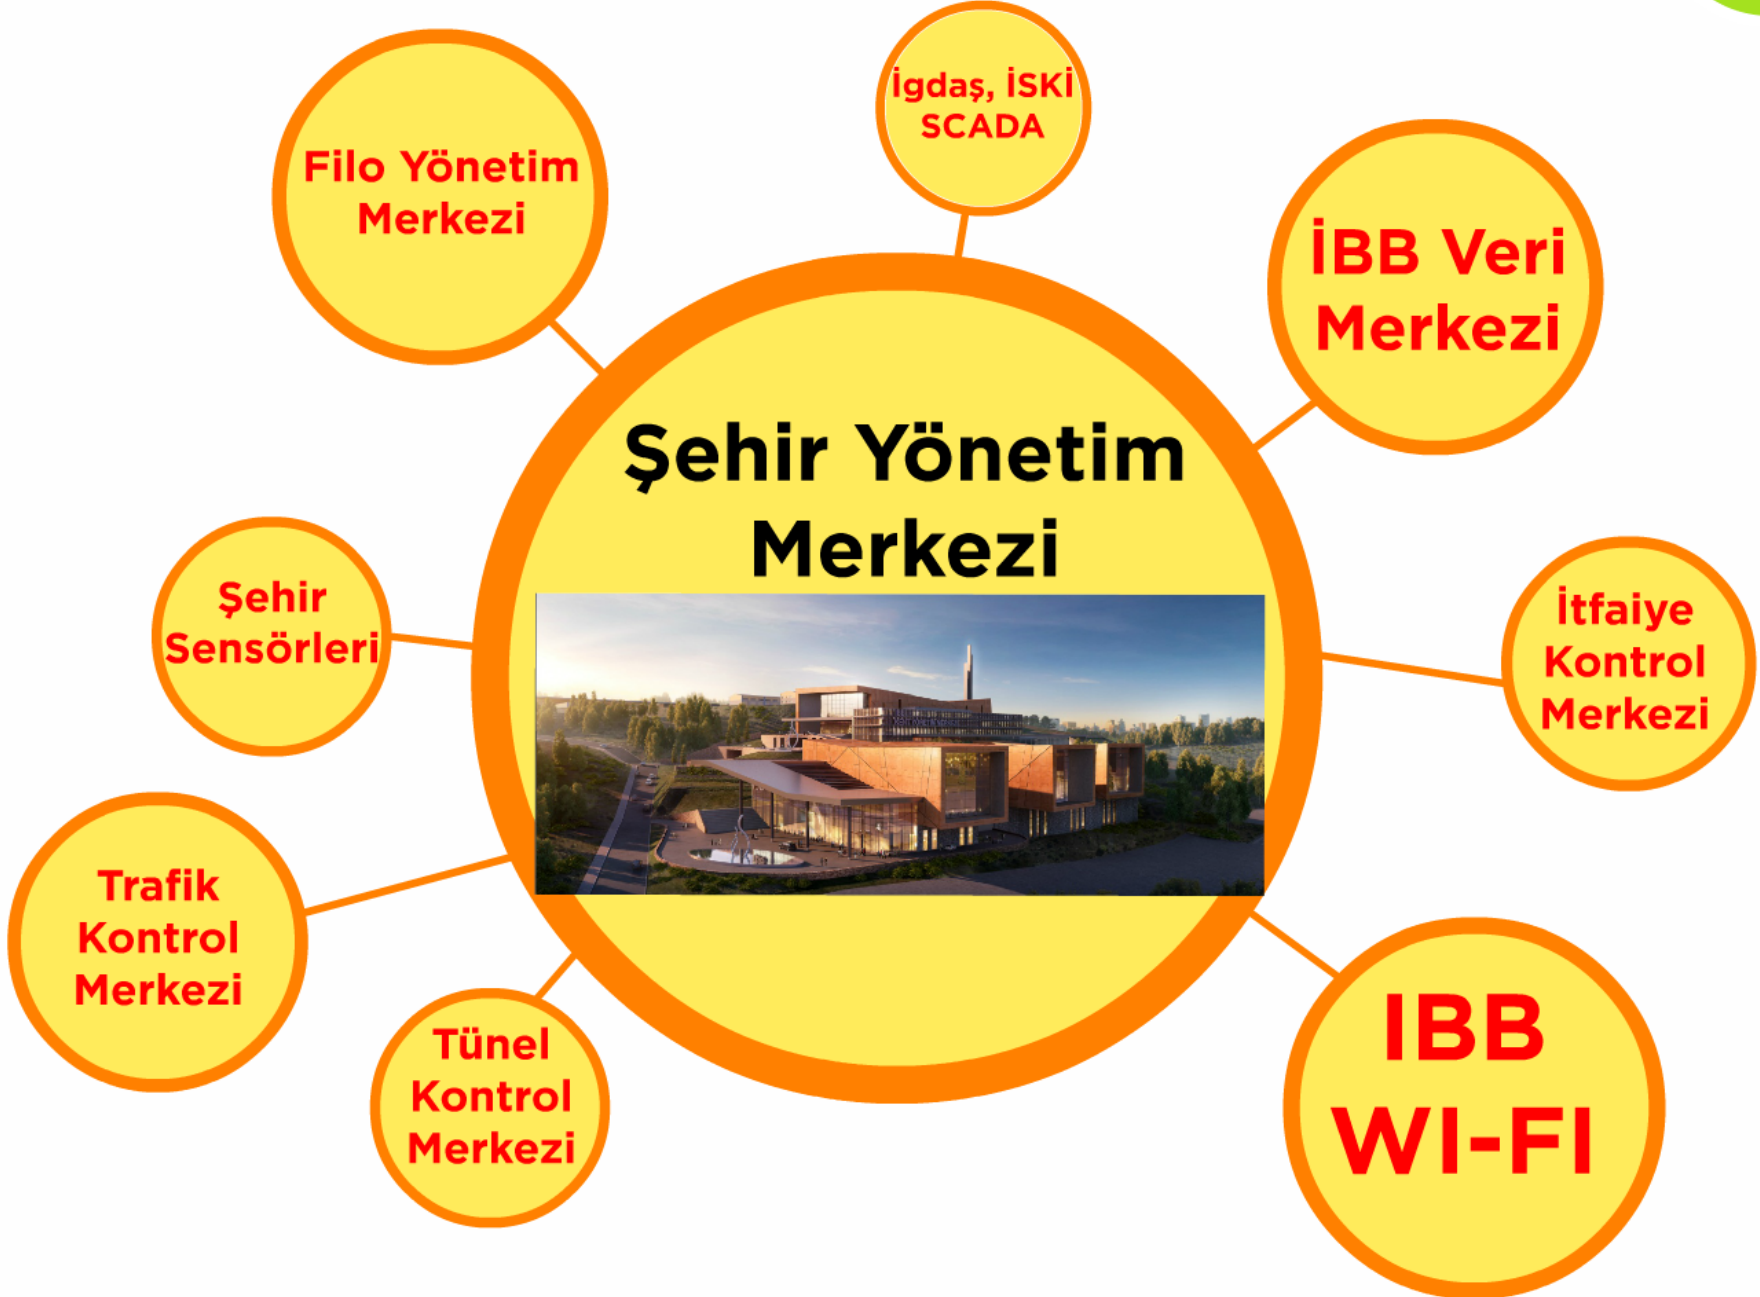 İgdaş, İSKİ
SCADA
Filo Yönetim
Merkezi
İBB Veri
Merkezi
Şehir Yönetim
Merkezi
Şehir
Sensörleri
İtfaiye
Kontrol
Merkezi
Trafik
Kontrol
Merkezi
Tünel
Kontrol
Merkezi
IBB
WI-FI